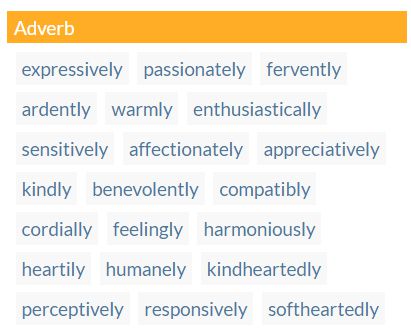 Adverb
expressively passionately fervently
ardently warmly enthusiastically
sensitively affectionately appreciatively
kindly benevolently compatibly
cordially feelingly harmoniously
heartily humanely kindheartedly
perceptively responsively softheartedly